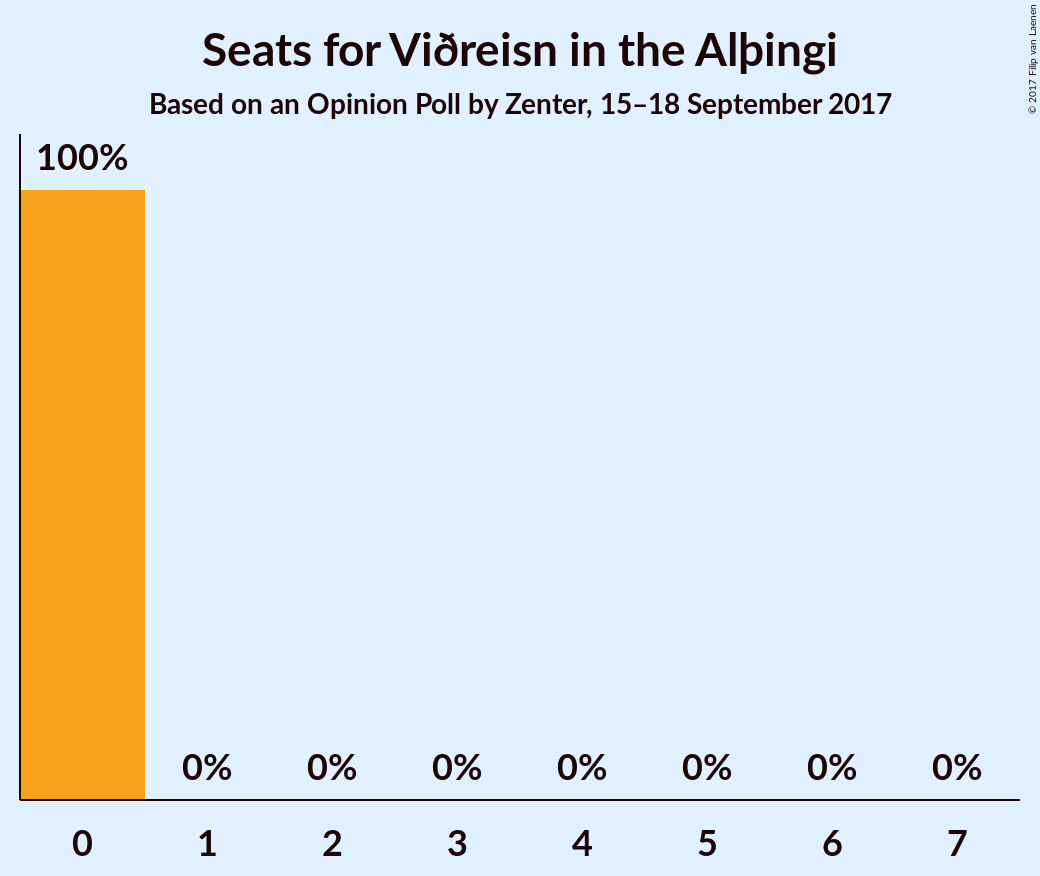 Seats for Viðreisn in the Alþingi
Based on an Opinion Poll by Zenter, 15–18 September 2017
© 2017 Filip van Laenen
100%
0% 0% 0% 0% 0% 0% 0%
0 1 2 3 4 5 6 7